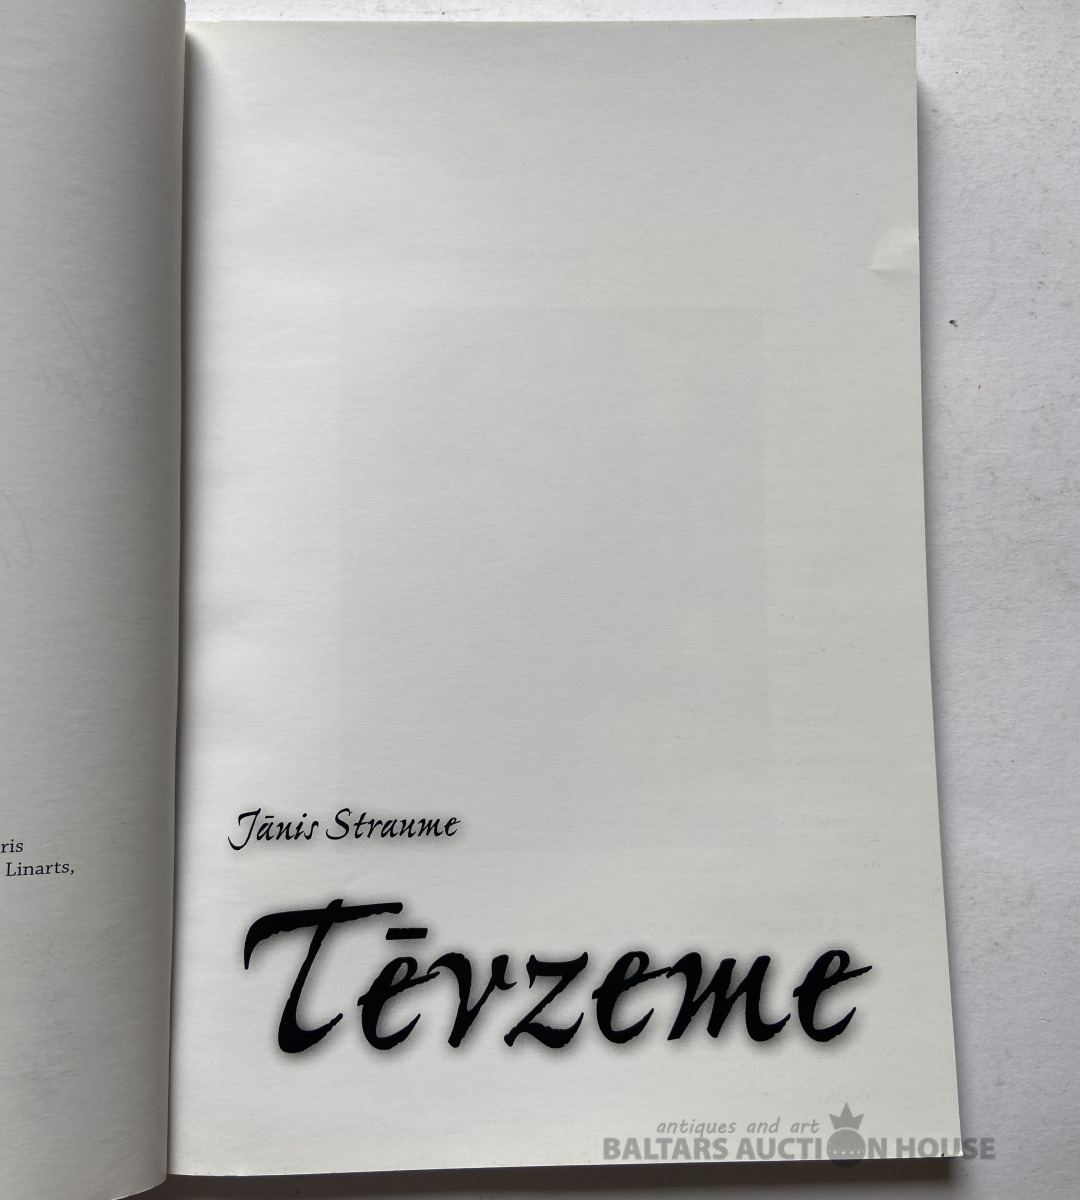 ris
Linarts,
Jānis Straume
Tēvzeme
antiques and art
BALTARS AUCTION HOUSE